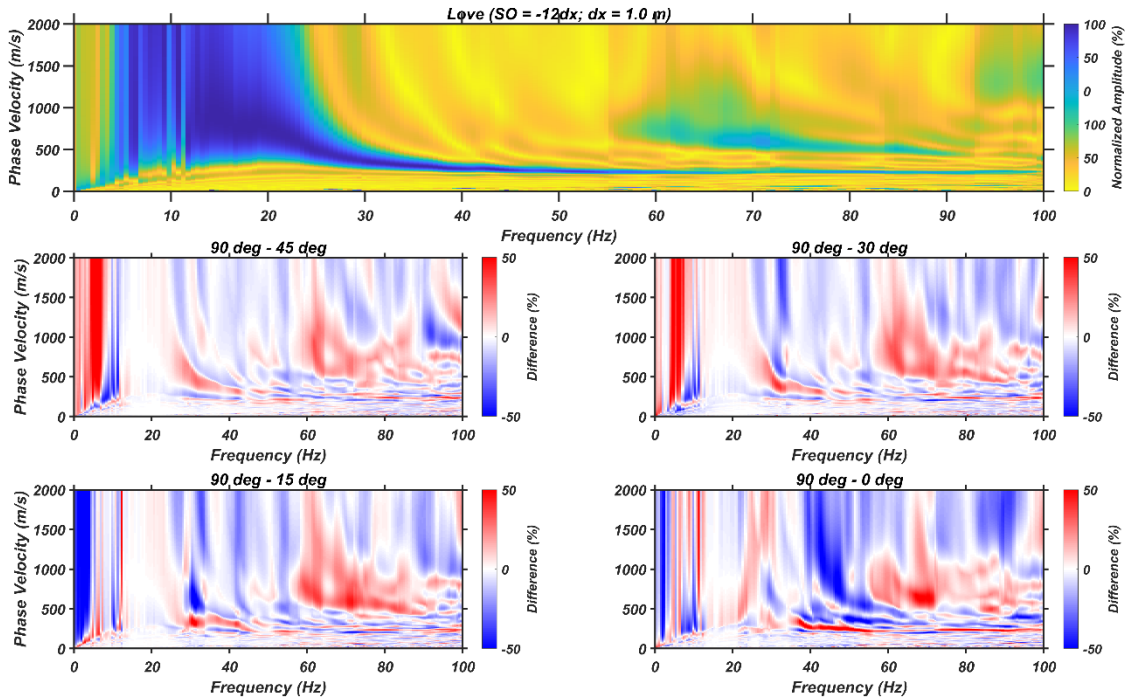 Love (SO = -12dx; dx = 1.0 m)
Phase Velocity (m/s)
2000
1500
1000
500
0
0 10 20 30 40 50 60 70 80 90 100
Frequency (Hz)
100
50
0
100
50
0
Normalized Amplitude (%)
90 deg - 45 deg
Phase Velocity (m/s)
2000
1500
1000
500
0
0 20 40 60 80 100
Frequency (Hz)
50
0
-50
Difference (%)
90 deg - 30 deg
2000
1500
1000
500
0
0 20 40 60 80 100
Frequency (Hz)
50
0
-50
Difference (%)
90 deg - 15 deg
Phase Velocity (m/s)
2000
1500
1000
500
0
0 20 40 60 80 100
Frequency (Hz)
50
0
-50
Difference (%)
90 deg - 0 deg
2000
1500
1000
500
0
0 20 40 60 80 100
Frequency (Hz)
50
0
-50
Difference (%)